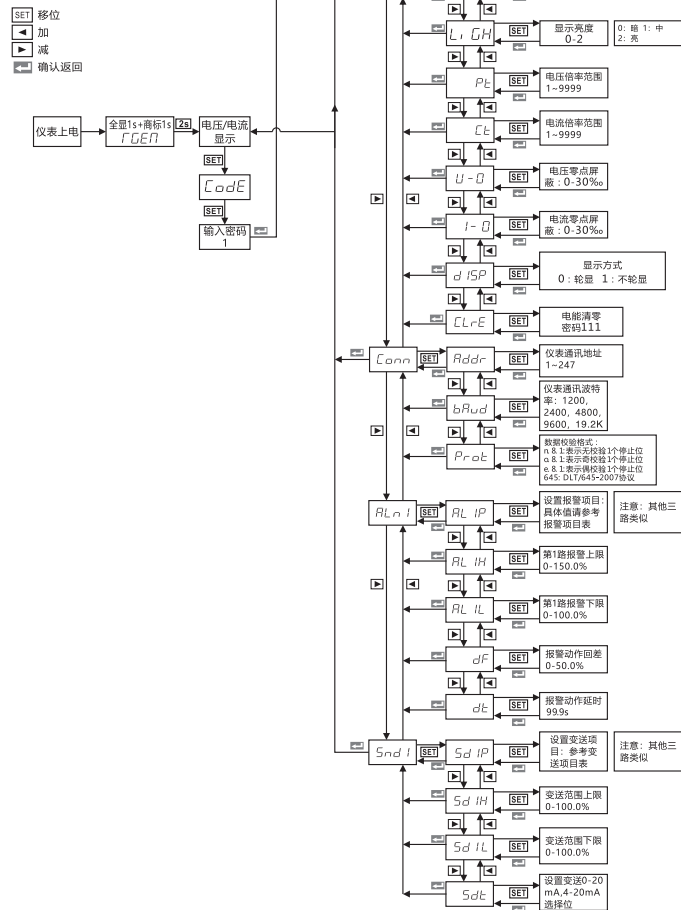 SET 移位
加
减
确认返回
仪表上电
全显1s+商标1s
2s
电压/电流
显示
SET
CodE
SET
输入密码
1
LiGH
SET
显示亮度
0-2
0: 暗 1: 中
2: 亮
Pt
SET
电压倍率范围
1~9999
Ct
SET
电流倍率范围
1~9999
U-0
SET
电压零点屏
蔽:0-30‰
I-0
SET
电流零点屏
蔽:0-30‰
dISP
SET
显示方式
0:轮显 1:不轮显
CLrE
SET
电能清零
密码111
Conn
SET
Addr
SET
仪表通讯地址
1~247
bAud
SET
仪表通讯波特
率: 1200,
2400, 4800,
9600, 19.2K
Prot
SET
数据校验格式:
n. 8. 1:表示无校验1个停止位
o. 8. 1:表示奇校验1个停止位
e. 8. 1:表示偶校验1个停止位
645: DLT/645-2007协议
ALn1
SET
AL1P
SET
设置报警项目:
具体值请参考
报警项目表
注意: 其他三
路类似
AL1H
SET
第1路报警上限
0-150.0%
AL1L
SET
第1路报警下限
0-100.0%
dF
SET
报警动作回差
0-50.0%
dt
SET
报警动作延时
99.9s
Snd1
SET
Sd1P
SET
设置变送项
目: 参考变
送项目表
注意: 其他三
路类似
Sd1H
SET
变送范围上限
0-100.0%
Sd1L
SET
变送范围下限
0-100.0%
Sdt
SET
设置变送0-20
mA,4-20mA
选择位